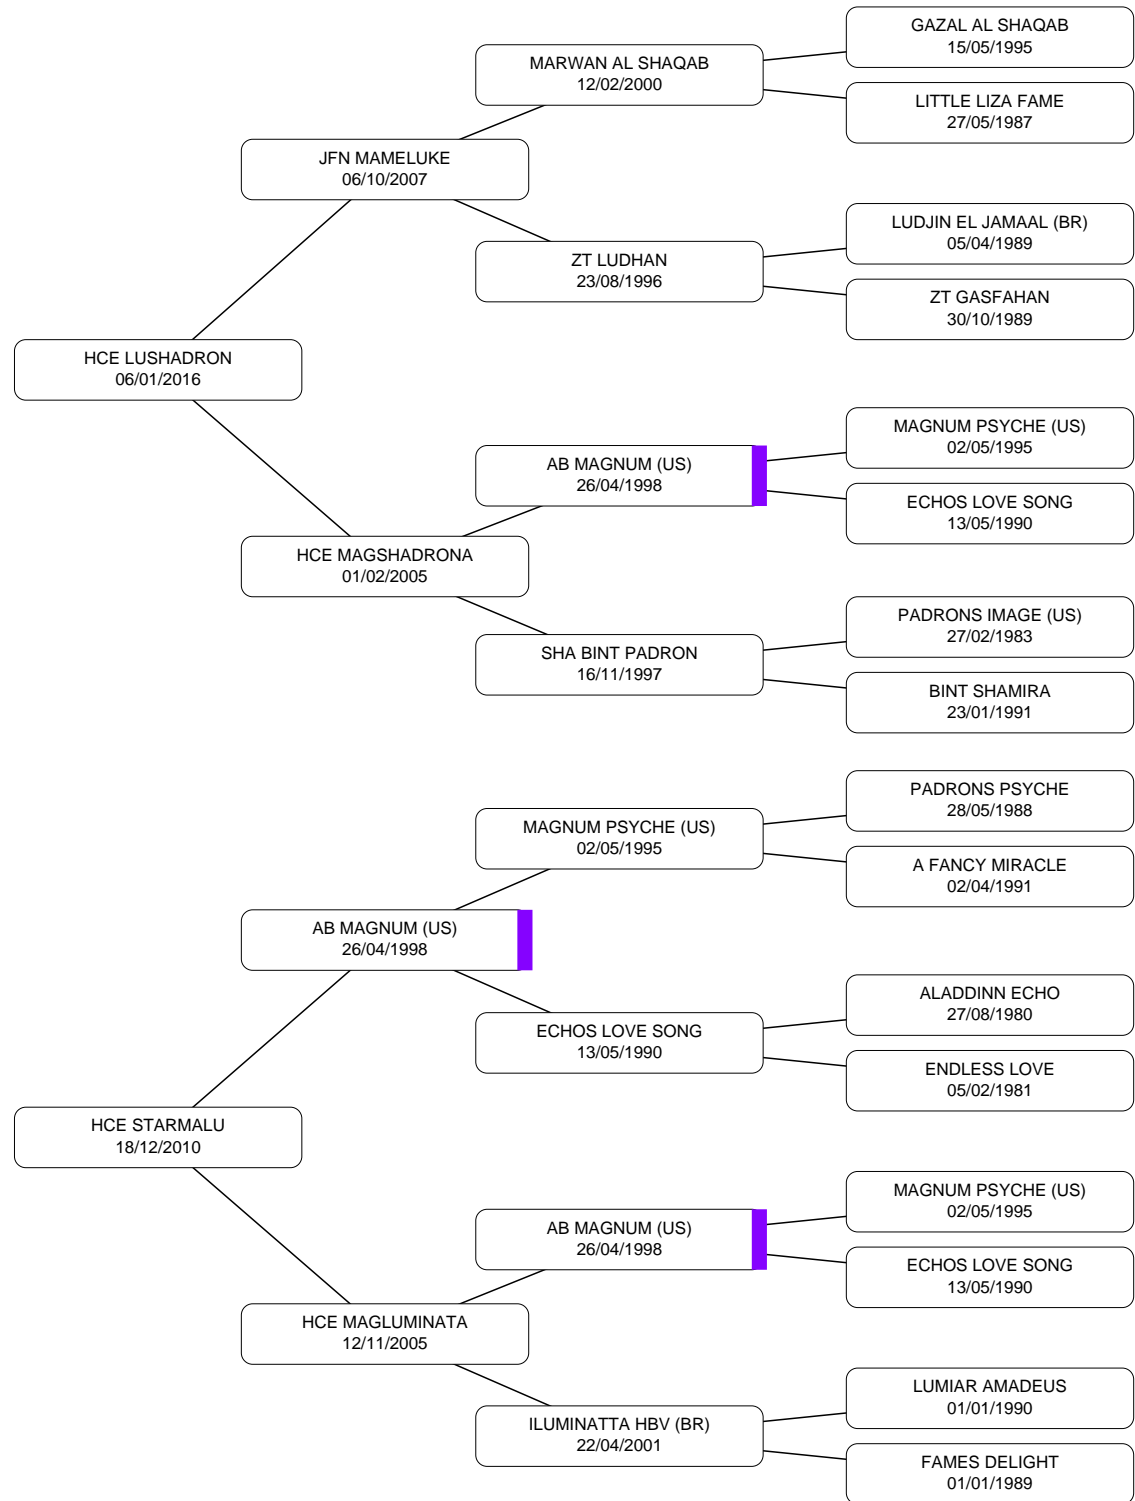 GAZAL AL SHAQAB
15/05/1995
MARWAN AL SHAQAB
12/02/2000
LITTLE LIZA FAME
27/05/1987
JFN MAMELUKE
06/10/2007
LUDJIN EL JAMAAL (BR)
05/04/1989
ZT LUDHAN
23/08/1996
ZT GASFAHAN
30/10/1989
HCE LUSHADRON
06/01/2016
MAGNUM PSYCHE (US)
02/05/1995
AB MAGNUM (US)
26/04/1998
ECHOS LOVE SONG
13/05/1990
HCE MAGSHADRONA
01/02/2005
PADRONS IMAGE (US)
27/02/1983
SHA BINT PADRON
16/11/1997
BINT SHAMIRA
23/01/1991
PADRONS PSYCHE
28/05/1988
MAGNUM PSYCHE (US)
02/05/1995
A FANCY MIRACLE
02/04/1991
AB MAGNUM (US)
26/04/1998
ALADDINN ECHO
27/08/1980
ECHOS LOVE SONG
13/05/1990
ENDLESS LOVE
05/02/1981
HCE STARMALU
18/12/2010
MAGNUM PSYCHE (US)
02/05/1995
AB MAGNUM (US)
26/04/1998
ECHOS LOVE SONG
13/05/1990
HCE MAGLUMINATA
12/11/2005
LUMIAR AMADEUS
01/01/1990
ILUMINATTA HBV (BR)
22/04/2001
FAMES DELIGHT
01/01/1989